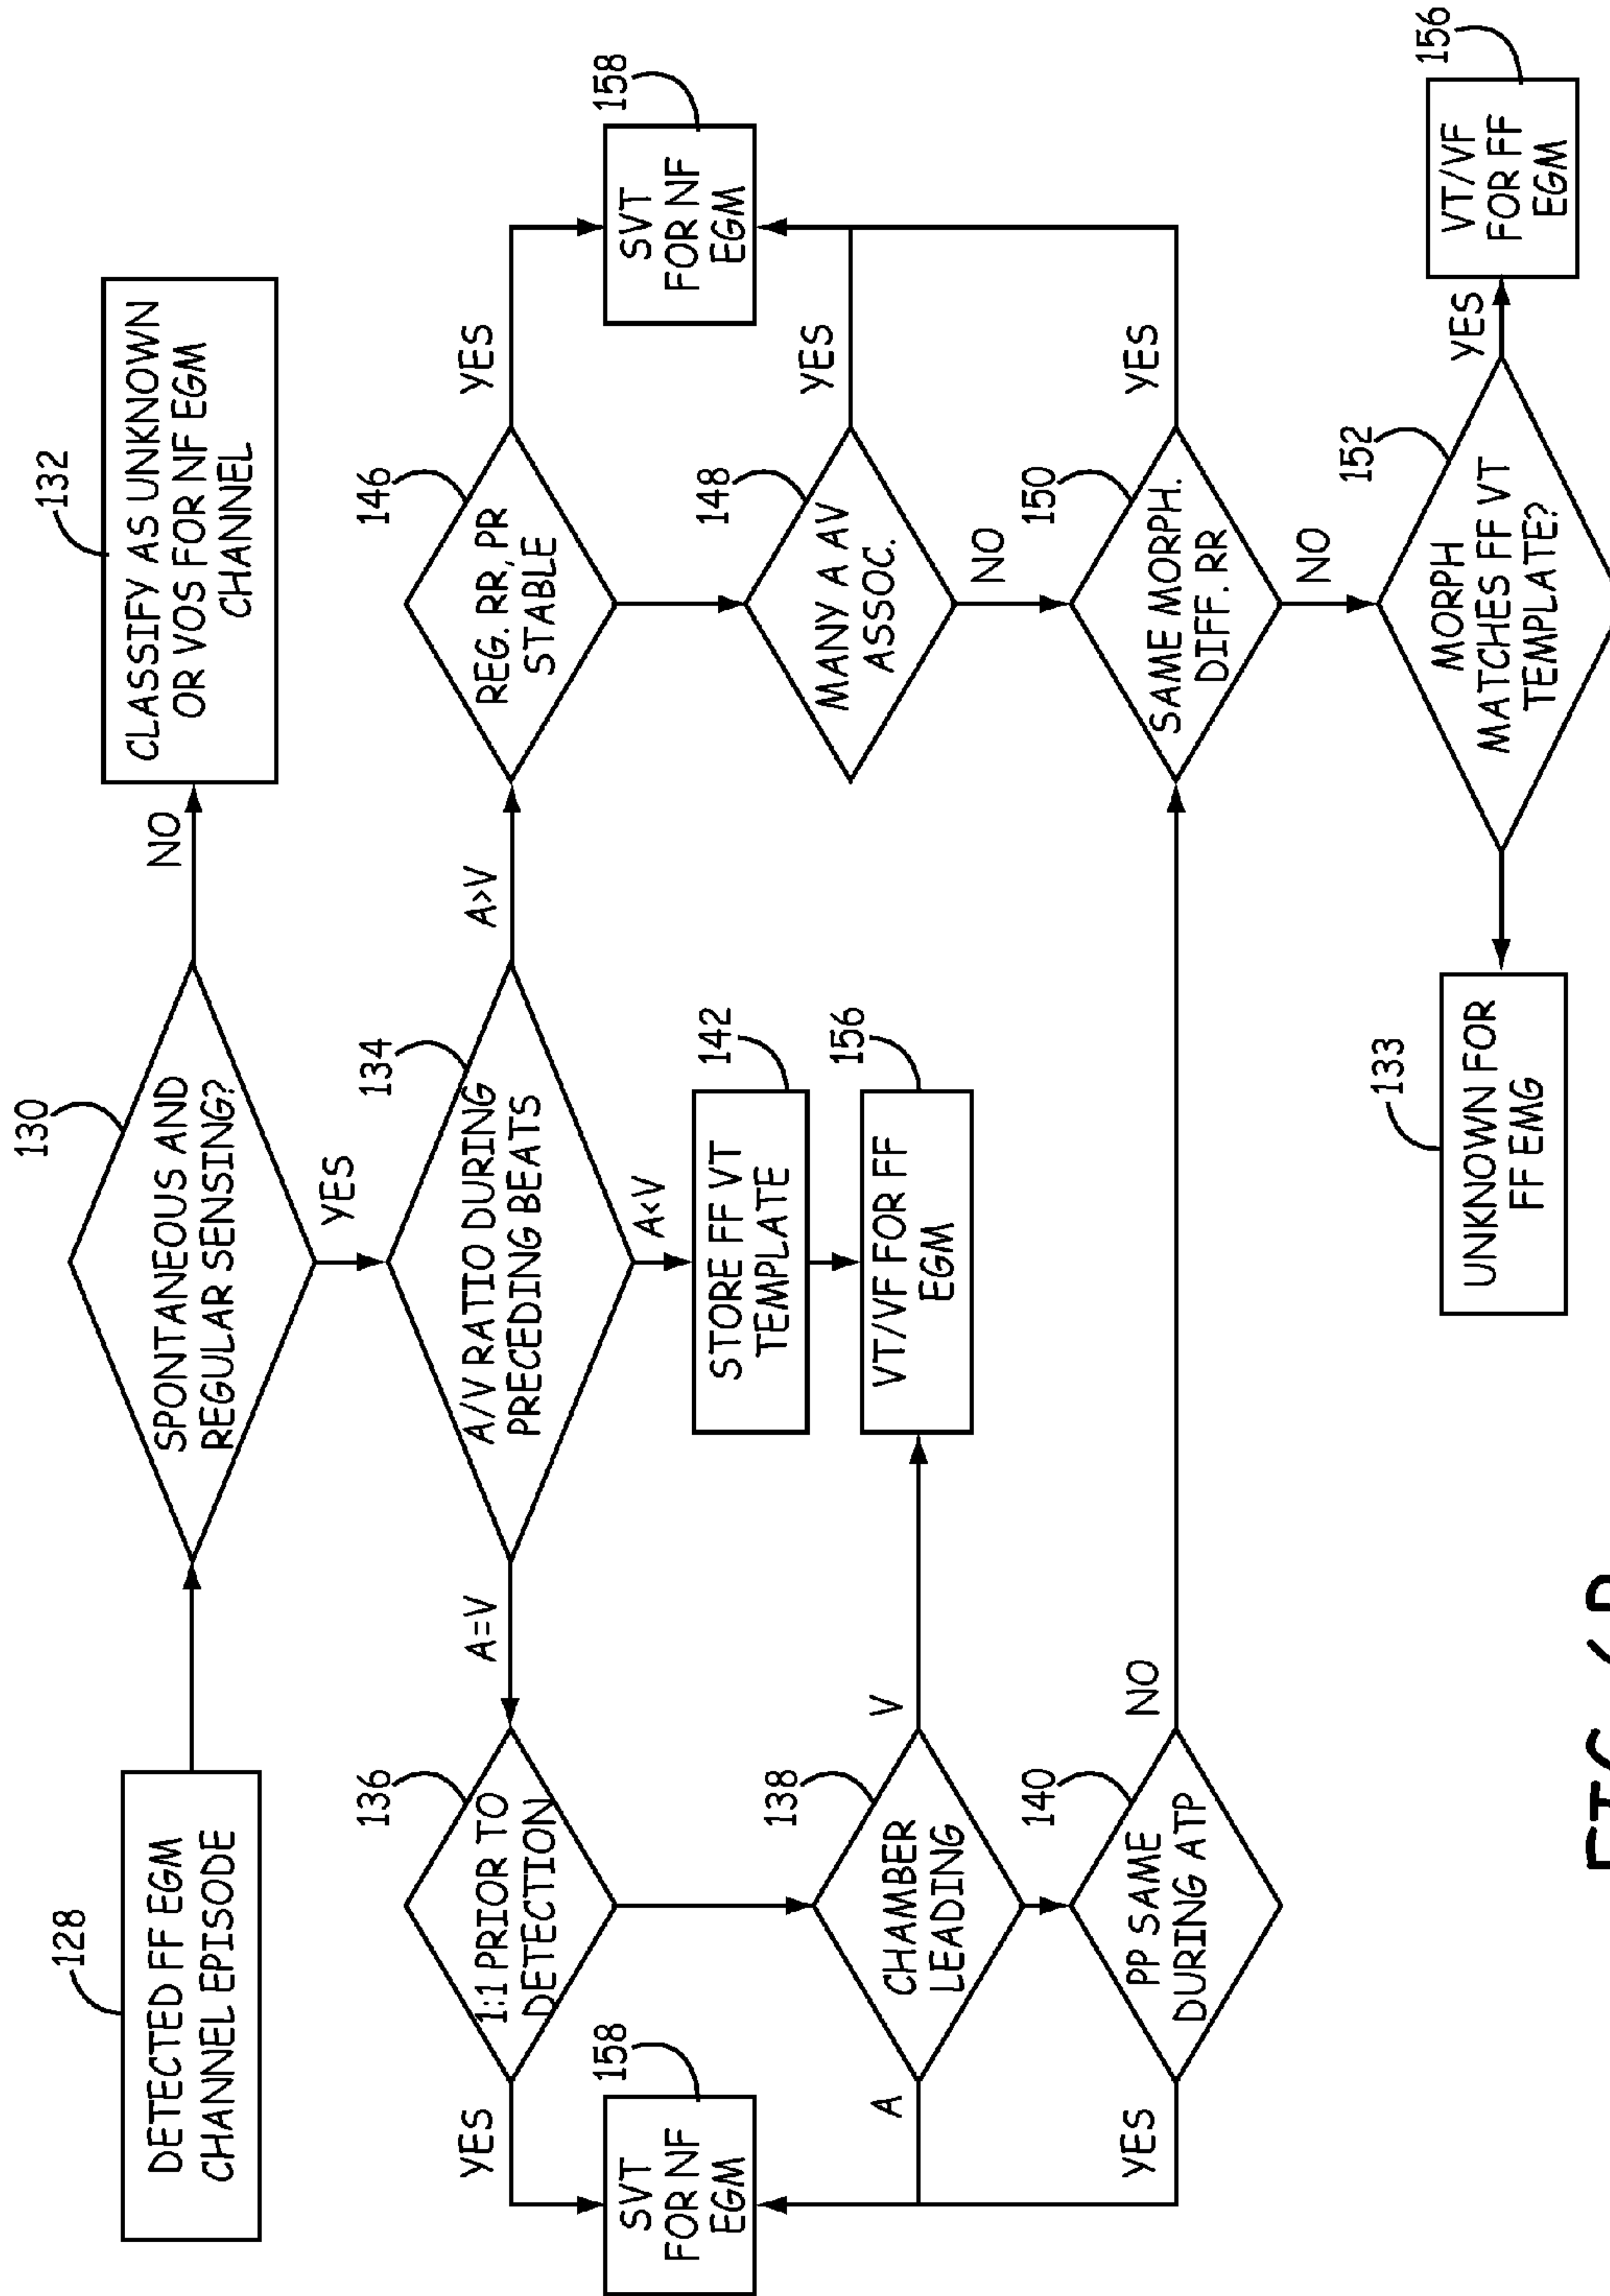 128
DETECTED FF EGM
CHANNEL EPISODE
130
SPONTANEOUS AND
REGULAR SENSING?
NO
132
CLASSIFY AS UNKNOWN
OR VOS FOR NF EGM
CHANNEL
YES
134
A/V RATIO DURING
PRECEDING BEATS
A=V
A>V
A<V
136
1:1 PRIOR TO
DETECTION
YES
146
REG. RR, PR
STABLE
YES
158
SVT
FOR NF
EGM
142
STORE FF VT
TEMPLATE
158
SVT
FOR NF
EGM
138
CHAMBER
LEADING
A
V
156
VT/VF FOR FF
EGM
148
MANY A AV
ASSOC.
YES
NO
140
PP SAME
DURING ATP
YES
NO
150
SAME MORPH.
DIFF. RR
YES
NO
133
UNKNOWN FOR
FF EMG
152
MORPH
MATCHES FF VT
TEMPLATE?
YES
156
VT/VF
FOR FF
EGM